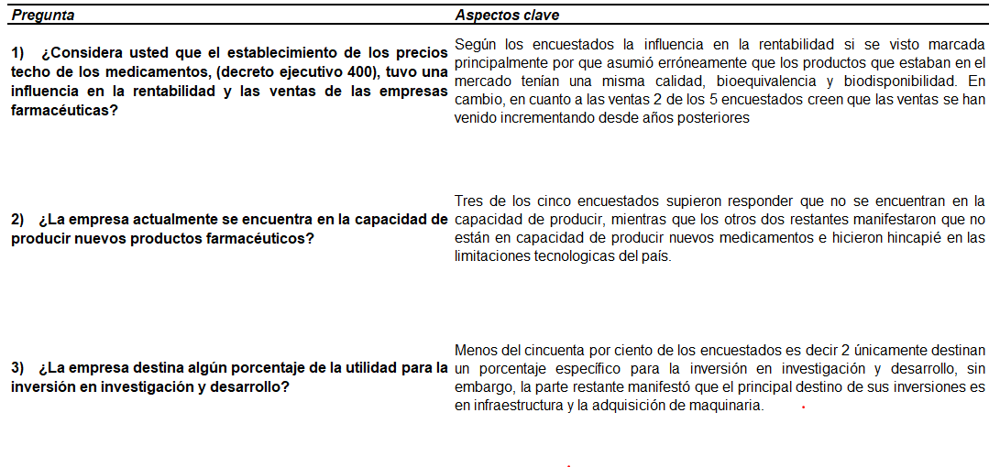 Pregunta Aspectos clave
1) ¿Considera usted que el establecimiento de los precios
techo de los medicamentos, (decreto ejecutivo 400), tuvo una
influencia en la rentabilidad y las ventas de las empresas
farmacéuticas?
Según los encuestados la influencia en la rentabilidad si se visto marcada
principalmente por que asumió erróneamente que los productos que estaban en el
mercado tenían una misma calidad, bioequivalencia y biodisponibilidad. En
cambio, en cuanto a las ventas 2 de los 5 encuestados creen que las ventas se han
venido incrementando desde años posteriores
2) ¿La empresa actualmente se encuentra en la capacidad de
producir nuevos productos farmacéuticos?
Tres de los cinco encuestados supieron responder que no se encuentran en la
capacidad de producir, mientras que los otros dos restantes manifestaron que no
están en capacidad de producir nuevos medicamentos e hicieron hincapié en las
limitaciones tecnologicas del país.
3) ¿La empresa destina algún porcentaje de la utilidad para la
inversión en investigación y desarrollo?
Menos del cincuenta por ciento de los encuestados es decir 2 únicamente destinan
un porcentaje específico para la inversión en investigación y desarrollo, sin
embargo, la parte restante manifestó que el principal destino de sus inversiones es
en infraestructura y la adquisición de maquinaria.